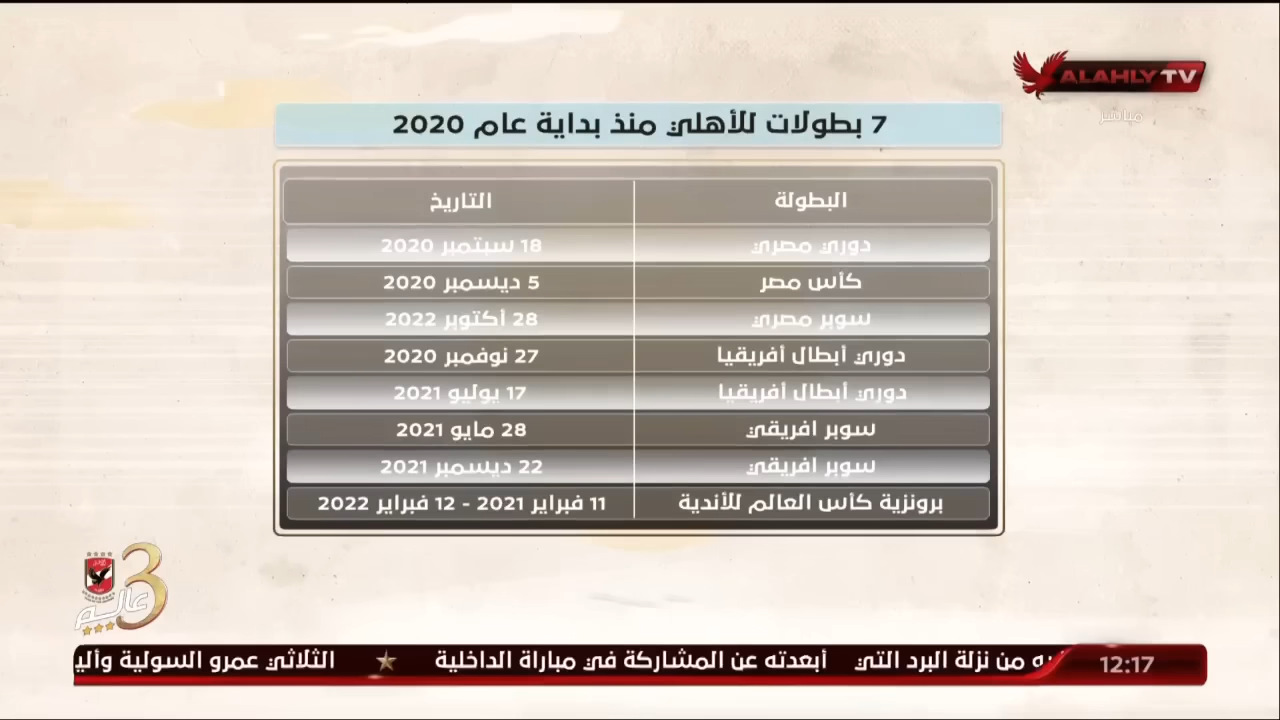 ALAHLY TV
مباشر
7 بطولات للأهلي منذ بداية عام 2020
البطولة التاريخ
دوري مصري 18 سبتمبر 2020
كأس مصر 5 ديسمبر 2020
سوبر مصري 28 أكتوبر 2022
دوري أبطال أفريقيا 27 نوفمبر 2020
دوري أبطال أفريقيا 17 يوليو 2021
سوبر افريقي 28 مايو 2021
سوبر افريقي 22 ديسمبر 2021
برونزية كأس العالم للأندية 11 فبراير 2021 - 12 فبراير 2022
3 عالم
12:17 من نزلة البرد التي أبعدته عن المشاركة في مباراة الداخلية ★ الثلاثي عمرو السولية